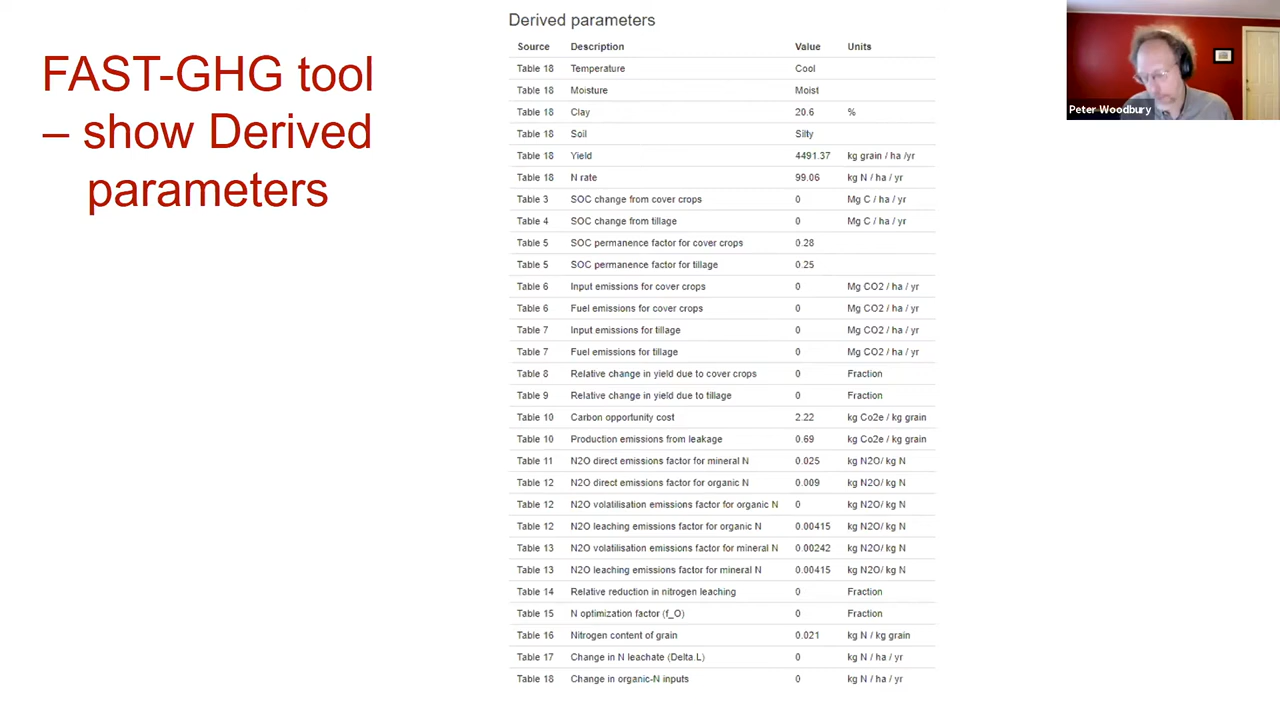 FAST-GHG tool
– show Derived
parameters
Derived parameters
Source Description Value Units
Table 18 Temperature Cool
Table 18 Moisture Moist
Table 18 Clay 20.6 %
Table 18 Soil Silty
Table 18 Yield 4491.37 kg grain / ha /yr
Table 18 N rate 99.06 kg N / ha / yr
Table 3 SOC change from cover crops 0 Mg C / ha / yr
Table 4 SOC change from tillage 0 Mg C / ha / yr
Table 5 SOC permanence factor for cover crops 0.28
Table 5 SOC permanence factor for tillage 0.25
Table 6 Input emissions for cover crops 0 Mg CO2 / ha / yr
Table 6 Fuel emissions for cover crops 0 Mg CO2 / ha / yr
Table 7 Input emissions for tillage 0 Mg CO2 / ha / yr
Table 7 Fuel emissions for tillage 0 Mg CO2 / ha / yr
Table 8 Relative change in yield due to cover crops 0 Fraction
Table 9 Relative change in yield due to tillage 0 Fraction
Table 10 Carbon opportunity cost 2.22 kg Co2e / kg grain
Table 10 Production emissions from leakage 0.69 kg Co2e / kg grain
Table 11 N2O direct emissions factor for mineral N 0.025 kg N2O/ kg N
Table 12 N2O direct emissions factor for organic N 0.009 kg N2O/ kg N
Table 12 N2O volatilisation emissions factor for organic N 0 kg N2O/ kg N
Table 12 N2O leaching emissions factor for organic N 0.00415 kg N2O/ kg N
Table 13 N2O volatilisation emissions factor for mineral N 0.00242 kg N2O/ kg N
Table 13 N2O leaching emissions factor for mineral N 0.00415 kg N2O/ kg N
Table 14 Relative reduction in nitrogen leaching 0 Fraction
Table 15 N optimization factor (f_O) 0 Fraction
Table 16 Nitrogen content of grain 0.021 kg N / kg grain
Table 17 Change in N leachate (Delta.L) 0 kg N / ha / yr
Table 18 Change in organic-N inputs 0 kg N / ha / yr
Peter Woodbury